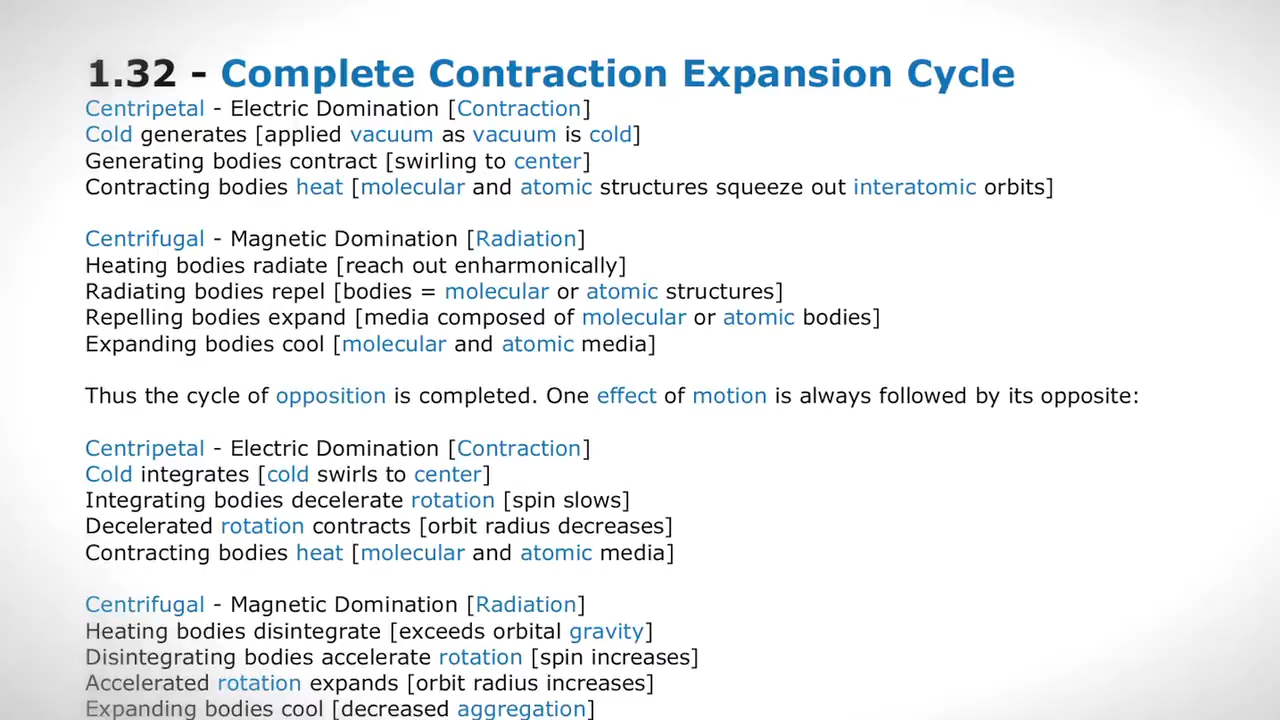 1.32 - Complete Contraction Expansion Cycle
Centripetal - Electric Domination [Contraction]
Cold generates [applied vacuum as vacuum is cold]
Generating bodies contract [swirling to center]
Contracting bodies heat [molecular and atomic structures squeeze out interatomic orbits]
Centrifugal - Magnetic Domination [Radiation]
Heating bodies radiate [reach out enharmonically]
Radiating bodies repel [bodies = molecular or atomic structures]
Repelling bodies expand [media composed of molecular or atomic bodies]
Expanding bodies cool [molecular and atomic media]
Thus the cycle of opposition is completed. One effect of motion is always followed by its opposite:
Centripetal - Electric Domination [Contraction]
Cold integrates [cold swirls to center]
Integrating bodies decelerate rotation [spin slows]
Decelerated rotation contracts [orbit radius decreases]
Contracting bodies heat [molecular and atomic media]
Centrifugal - Magnetic Domination [Radiation]
Heating bodies disintegrate [exceeds orbital gravity]
Disintegrating bodies accelerate rotation [spin increases]
Accelerated rotation expands [orbit radius increases]
Expanding bodies cool [decreased aggregation]